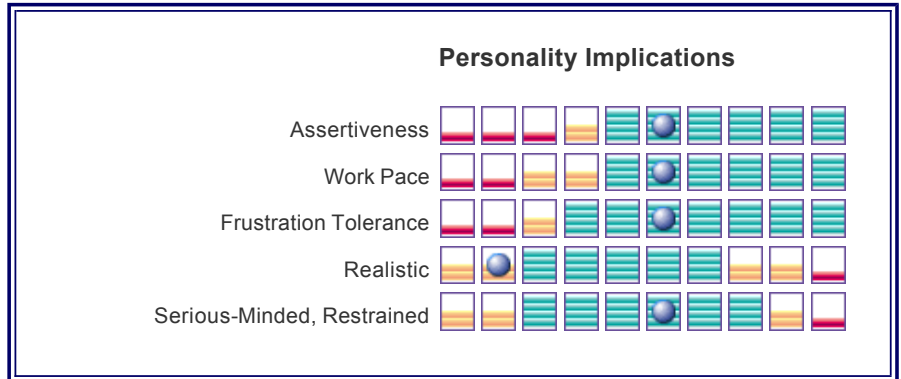 Personality Implications
Assertiveness
Work Pace
Frustration Tolerance
Realistic
Serious-Minded, Restrained